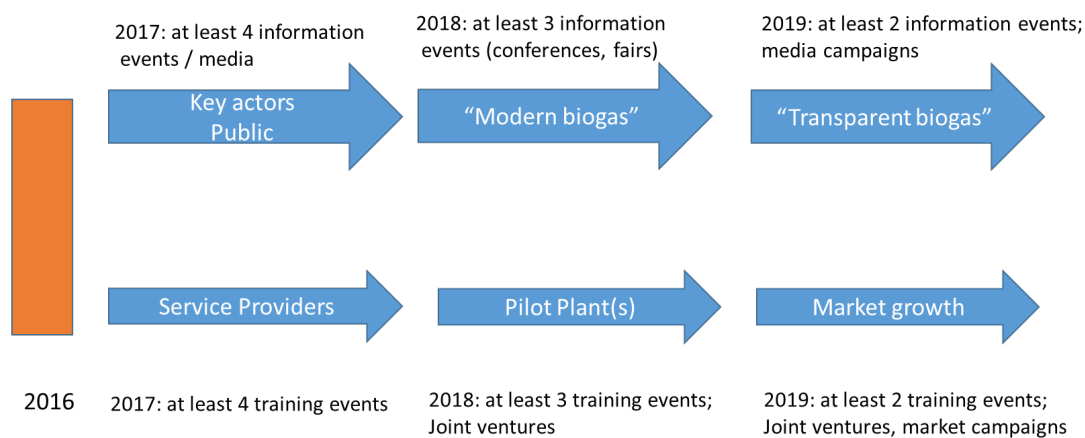 2017: at least 4 information
events / media
2018: at least 3 information
events (conferences, fairs)
2019: at least 2 information events;
media campaigns
Key actors
Public
“Modern biogas”
“Transparent biogas”
Service Providers
Pilot Plant(s)
Market growth
2016
2017: at least 4 training events
2018: at least 3 training events;
Joint ventures
2019: at least 2 training events;
Joint ventures, market campaigns